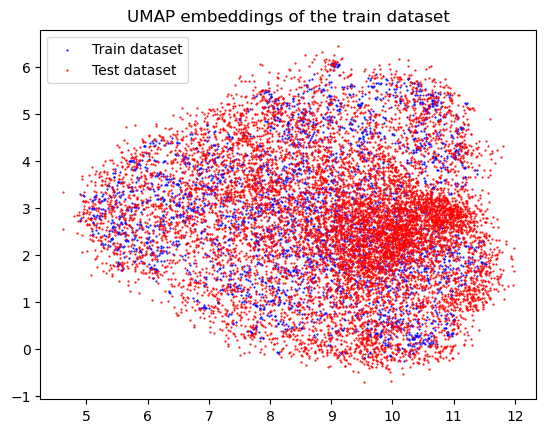 UMAP embeddings of the train dataset
Train dataset
Test dataset
6
5
4
3
2
1
0
−1
5 6 7 8 9 10 11 12